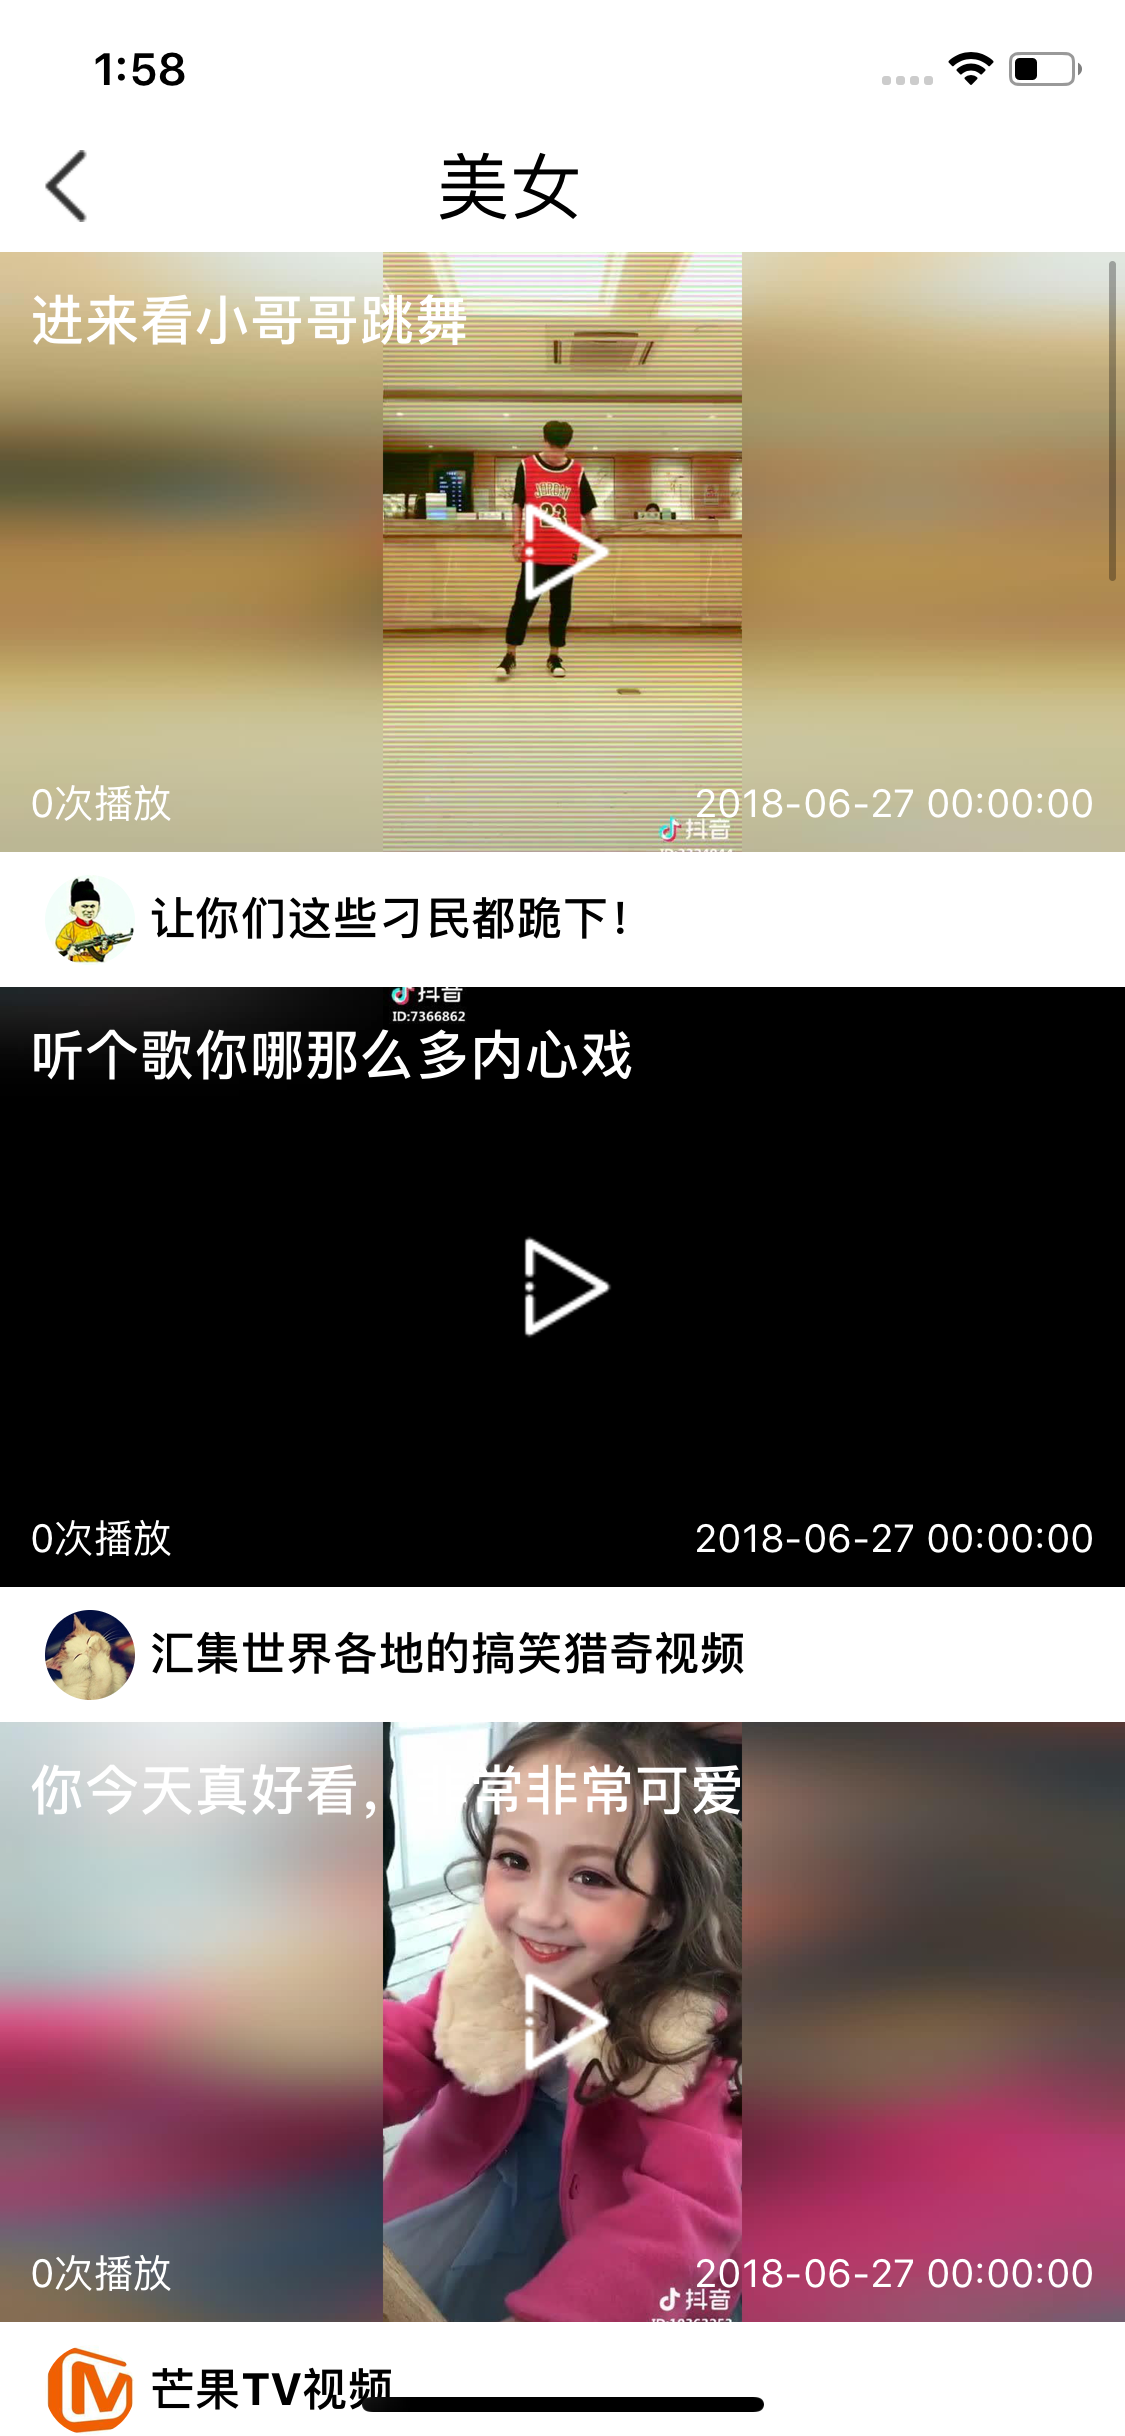 1:58
美女
进来看小哥哥跳舞
JORDAN
23
0次播放
2018-06-27 00:00:00
抖音
让你们这些刁民都跪下！
抖音
ID:7366862
听个歌你哪那么多内心戏
0次播放
2018-06-27 00:00:00
汇集世界各地的搞笑猎奇视频
你今天真好看，非常非常可爱
0次播放
2018-06-27 00:00:00
抖音
芒果TV视频